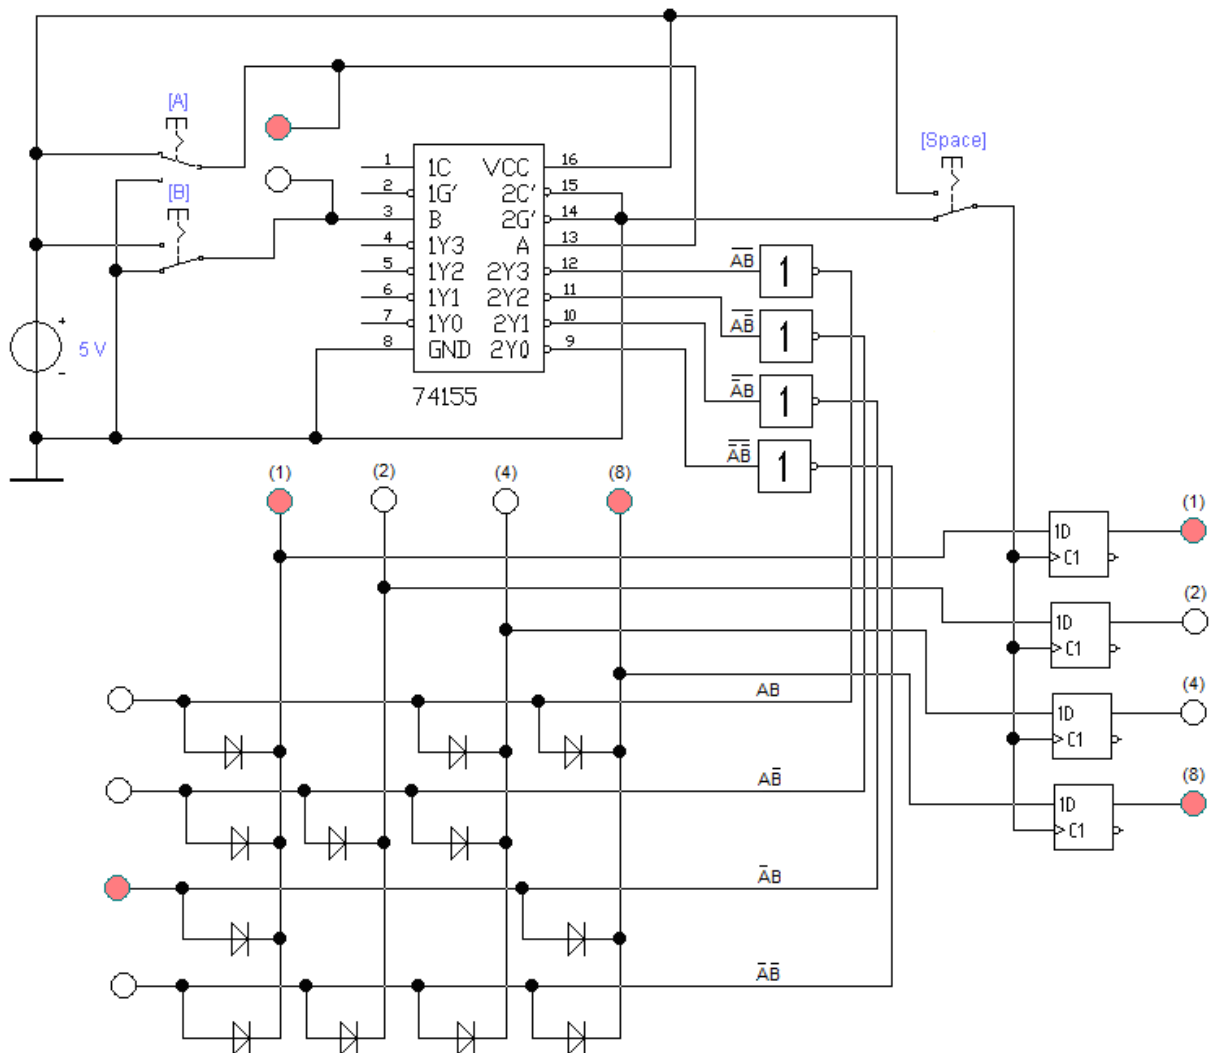 [A]
[Space]
1 1C VCC 16
2 1G' 2C' 15
[B]
3 B 2G' 14
4 1Y3 A 13
5 1Y2 2Y3 12
6 1Y1 2Y2 11
7 1Y0 2Y1 10
8 GND 2Y0 9
74155
+
5 V
-
A̅B̅ 1
A̅B̅ 1
A̅B̅ 1
A̅B̅ 1
(1) (2) (4) (8)
1D (1)
C1
1D (2)
C1
1D (4)
C1
1D (8)
C1
AB
AB̅
A̅B
A̅B̅